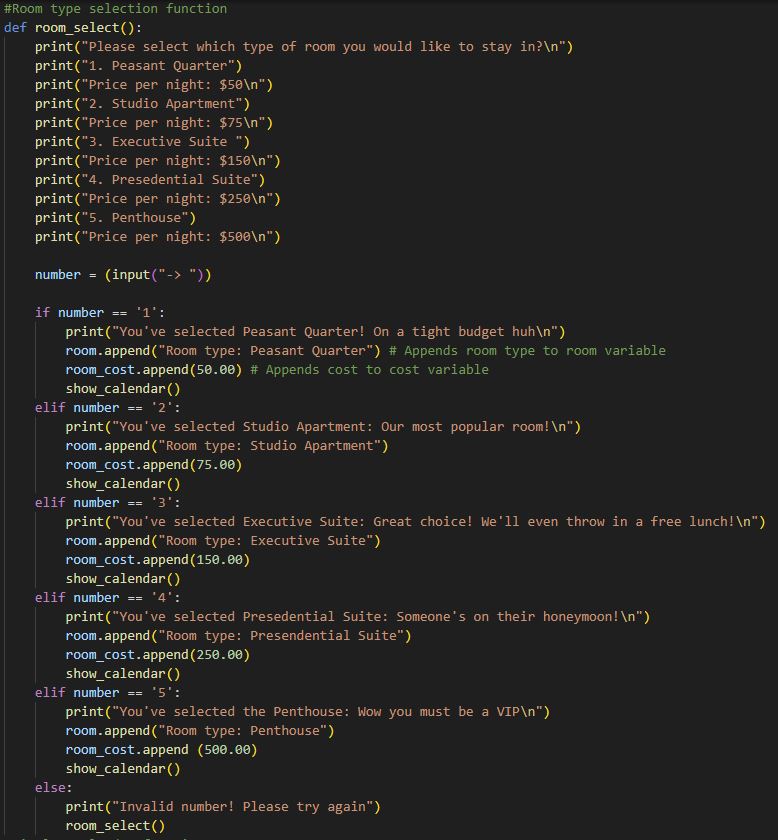 #Room type selection function
def room_select():
    print("Please select which type of room you would like to stay in?\n")
    print("1. Peasant Quarter")
    print("Price per night: $50\n")
    print("2. Studio Apartment")
    print("Price per night: $75\n")
    print("3. Executive Suite ")
    print("Price per night: $150\n")
    print("4. Presedential Suite")
    print("Price per night: $250\n")
    print("5. Penthouse")
    print("Price per night: $500\n")

    number = (input("-> "))

    if number == '1':
        print("You've selected Peasant Quarter! On a tight budget huh\n")
        room.append("Room type: Peasant Quarter") # Appends room type to room variable
        room_cost.append(50.00) # Appends cost to cost variable
        show_calendar()
    elif number == '2':
        print("You've selected Studio Apartment: Our most popular room!\n")
        room.append("Room type: Studio Apartment")
        room_cost.append(75.00)
        show_calendar()
    elif number == '3':
        print("You've selected Executive Suite: Great choice! We'll even throw in a free lunch!\n")
        room.append("Room type: Executive Suite")
        room_cost.append(150.00)
        show_calendar()
    elif number == '4':
        print("You've selected Presedential Suite: Someone's on their honeymoon!\n")
        room.append("Room type: Presendential Suite")
        room_cost.append(250.00)
        show_calendar()
    elif number == '5':
        print("You've selected the Penthouse: Wow you must be a VIP\n")
        room.append("Room type: Penthouse")
        room_cost.append (500.00)
        show_calendar()
    else:
        print("Invalid number! Please try again")
        room_select()